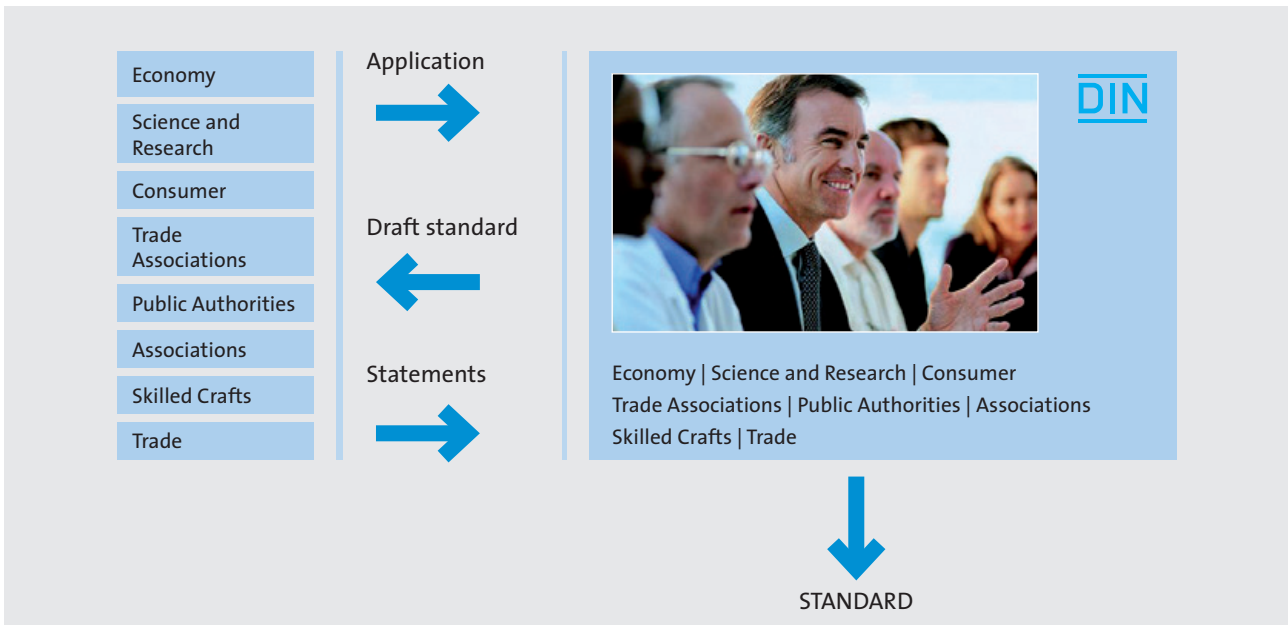 Economy
Science and
Research
Consumer
Trade
Associations
Public Authorities
Associations
Skilled Crafts
Trade
Application
Draft standard
Statements
DIN
Economy | Science and Research | Consumer
Trade Associations | Public Authorities | Associations
Skilled Crafts | Trade
STANDARD